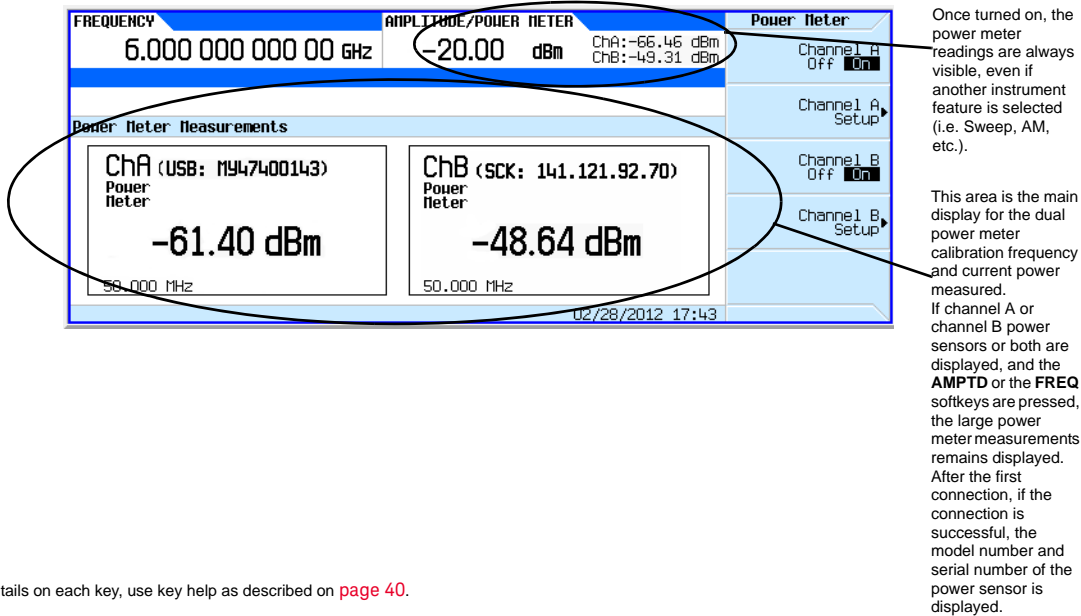 FREQUENCY
AMPLITUDE/POWER METER
6.000 000 000 00 GHz
-20.00 dBm
ChA:-66.46 dBm
ChB:-49.31 dBm
Power Meter Measurements
ChA (USB: MY47400143)
Power
Meter
-61.40 dBm
50.000 MHz
ChB (SCK: 141.121.92.70)
Power
Meter
-48.64 dBm
50.000 MHz
02/28/2012 17:43
Power Meter
Channel A
Off On
Channel A
Setup
Channel B
Off On
Channel B
Setup
Once turned on, the
power meter
readings are always
visible, even if
another instrument
feature is selected
(i.e. Sweep, AM,
etc.).
This area is the main
display for the dual
power meter
calibration frequency
and current power
measured.
If channel A or
channel B power
sensors or both are
displayed, and the
AMPTD or the FREQ
softkeys are pressed,
the large power
meter measurements
remains displayed.
After the first
connection, if the
connection is
successful, the
model number and
serial number of the
power sensor is
displayed.
tails on each key, use key help as described on page 40.